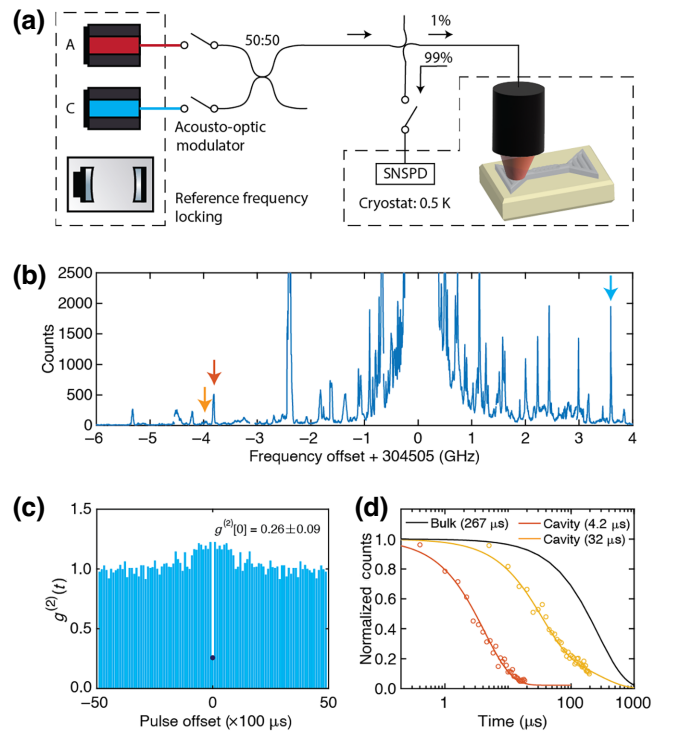 (a)
A
C
50:50
1%
99%
Acousto-optic
modulator
Reference frequency
locking
SNSPD
Cryostat: 0.5 K
(b)
Counts
2500
2000
1500
1000
500
0
−6 −5 −4 −3 −2 −1 0 1 2 3 4
Frequency offset + 304505 (GHz)
(c)
g(2)(t)
1.5
1.0
0.5
0.0
g(2)[0] = 0.26±0.09
−50 0 50
Pulse offset (×100 μs)
(d)
Normalized counts
1.0
0.8
0.6
0.4
0.2
0.0
Bulk (267 μs)
Cavity (4.2 μs)
Cavity (32 μs)
1 100 1000
Time (μs)